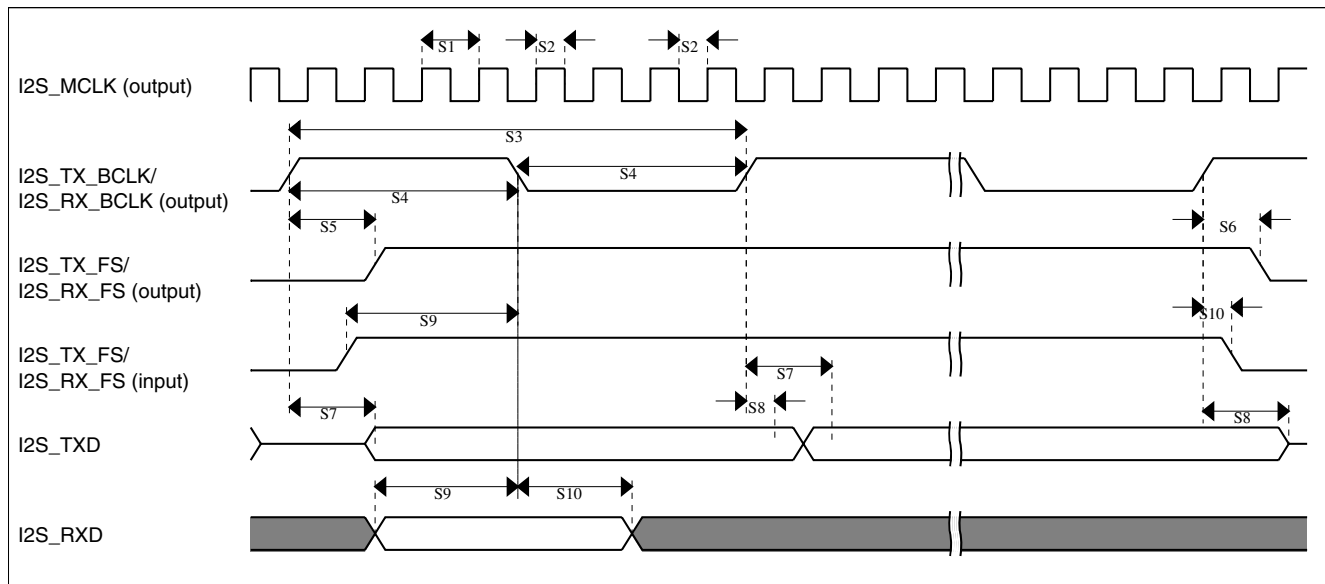 S1
S2
S2
I2S_MCLK (output)
S3
I2S_TX_BCLK/
I2S_RX_BCLK (output)
S4
S4
S5
S6
I2S_TX_FS/
I2S_RX_FS (output)
S9
S10
I2S_TX_FS/
I2S_RX_FS (input)
S7
S7
S8
S8
I2S_TXD
S9
S10
I2S_RXD